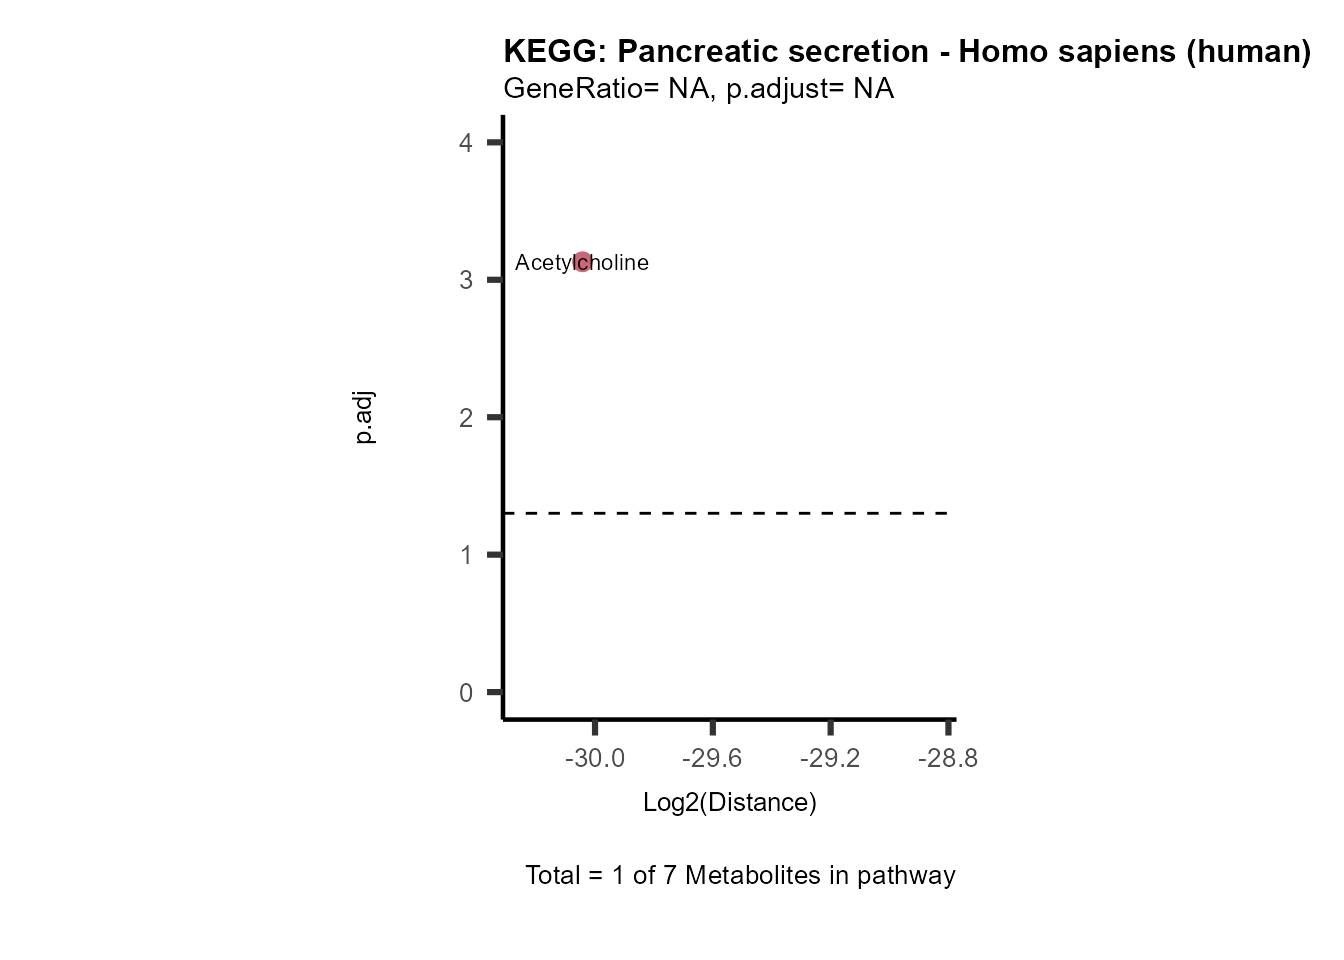 KEGG: Pancreatic secretion - Homo sapiens (human)
GeneRatio= NA, p.adjust= NA
4
Acetylcholine
3
2
p.adj
1
0
-30.0 -29.6 -29.2 -28.8
Log2(Distance)
Total = 1 of 7 Metabolites in pathway